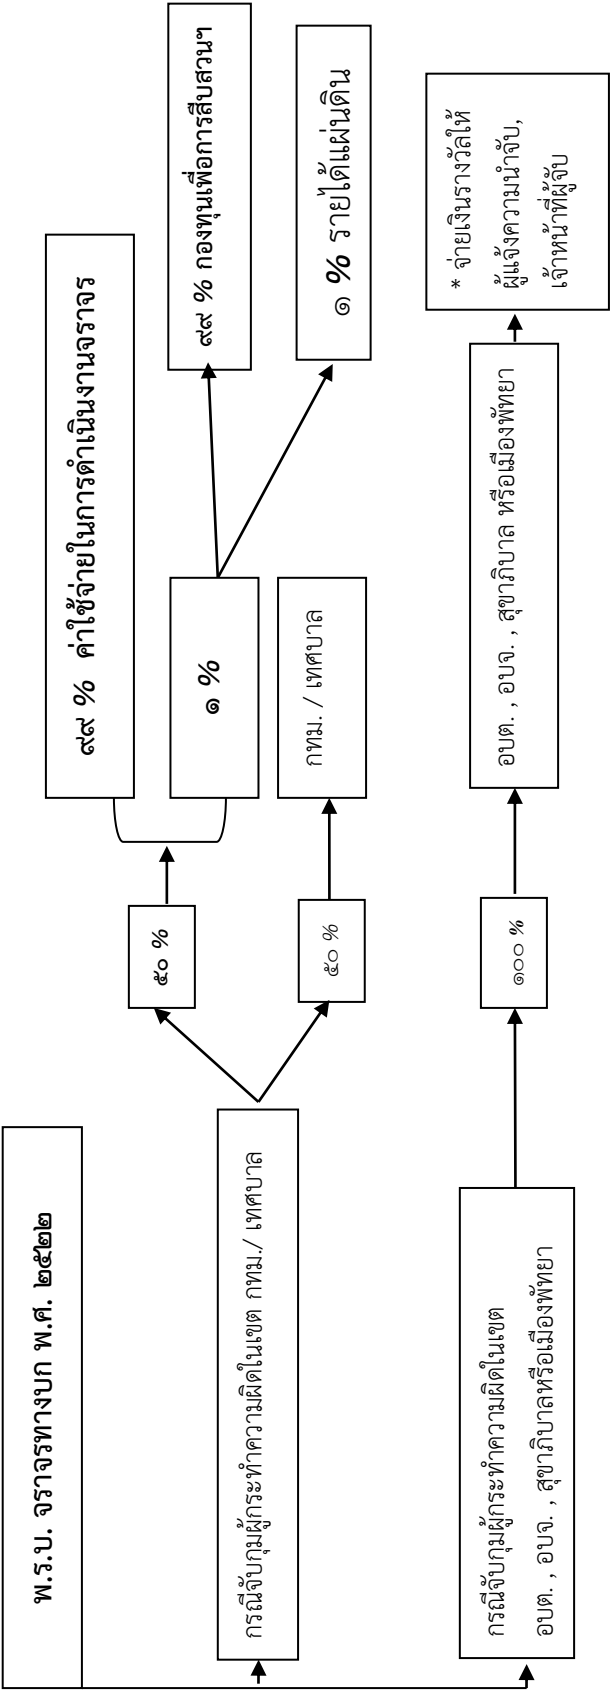 พ.ร.บ. จราจรทางบก พ.ศ. ๒๕๒๒
กรณีจับกุมผู้กระทำความผิดในเขต กทม./ เทศบาล
๕๐ %
๙๙ % ค่าใช้จ่ายในการดำเนินงานจราจร
๑ %
๙๙ % กองทุนเพื่อการสืบสวนฯ
๑ % รายได้แผ่นดิน
๕๐ %
กทม. / เทศบาล
กรณีจับกุมผู้กระทำความผิดในเขต
อบต. , อบจ. , สุขาภิบาลหรือเมืองพัทยา
๑๐๐ %
อบต. , อบจ. , สุขาภิบาล หรือเมืองพัทยา
* จ่ายเงินรางวัลให้
ผู้แจ้งความนำจับ,
เจ้าหน้าที่ผู้จับ